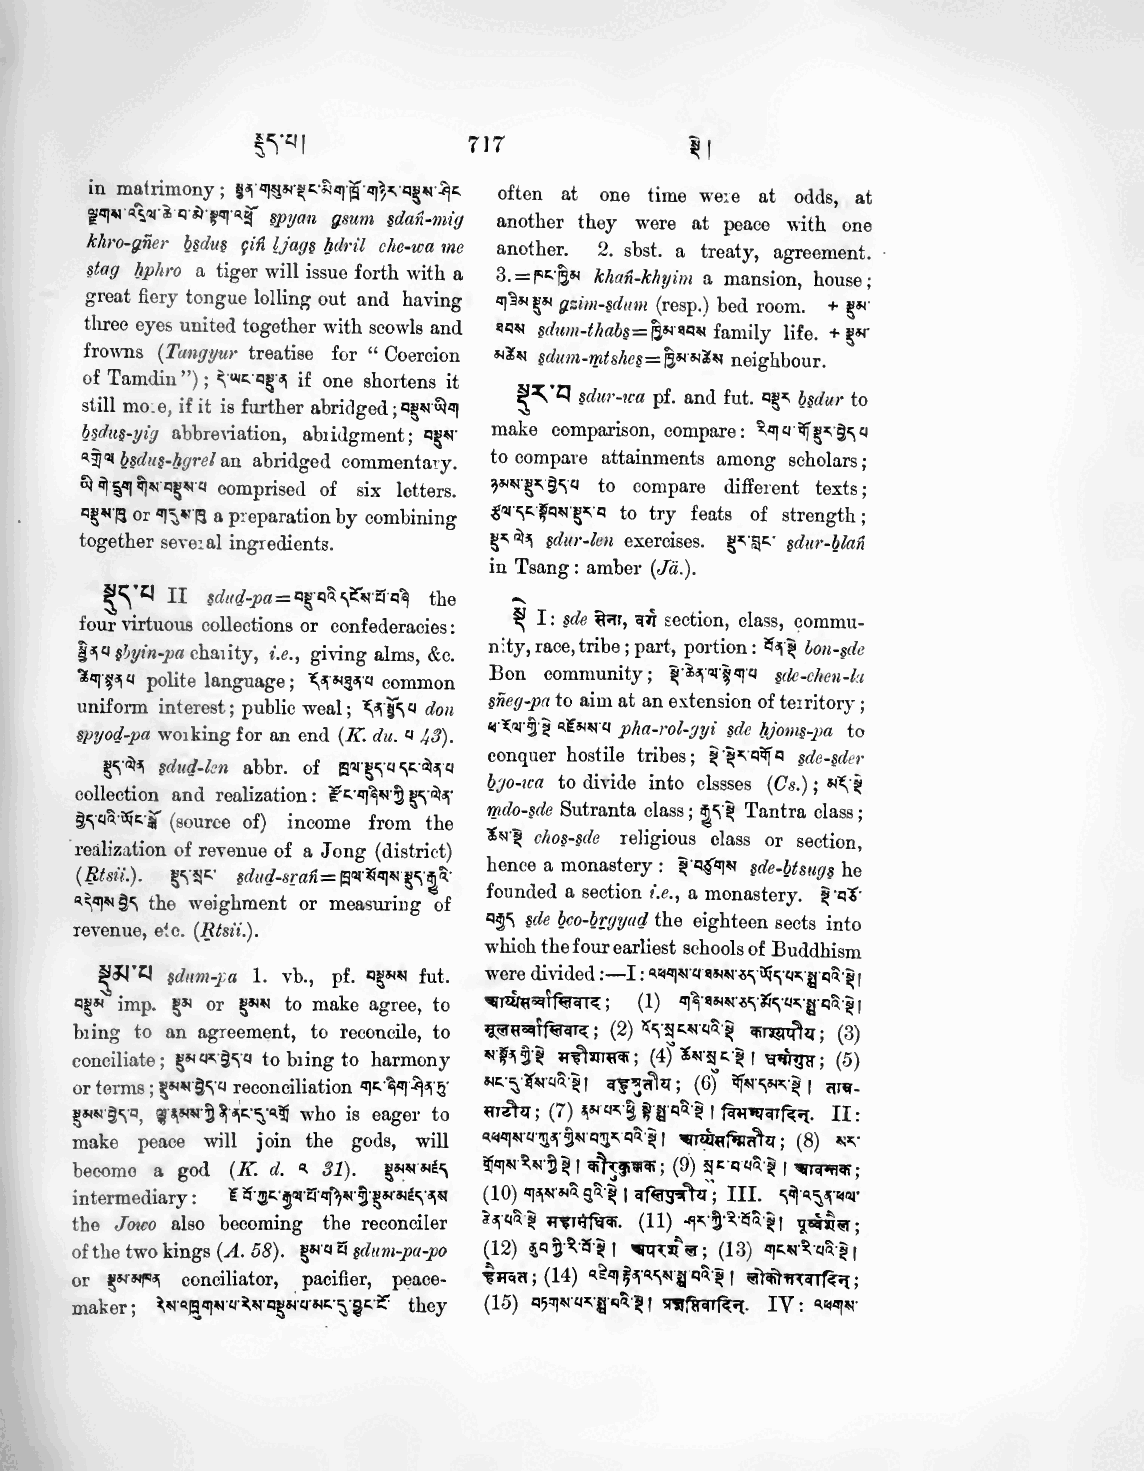 སྡུད་པ། 717 སྡེ།
in matrimony; སྤྱན་གསུམ་སྡང་མིག་ཁྲོ་གཉེར་བསྡུས་ཤིང་
ལྗགས་འདྲིལ་ཆེ་བ་མེ་སྟག་འཕྲོ spyan gsum sdaṅ-mig
khro-gñer bsdus çiṅ ljags hdril che-wa me
stag hphro a tiger will issue forth with a
great fiery tongue lolling out and having
three eyes united together with scowls and
frowns (Tangyur treatise for “ Coercion
of Tamdin”); དེ་ཡང་བསྡུ་ན if one shortens it
still more, if it is further abridged; བསྡུས་ཡིག
bsdus-yig abbreviation, abridgment; བསྡུས་
འགྲེལ bsdus-hgrel an abridged commentary.
ཡི་གེ་དྲུག་གིས་བསྡུས་པ comprised of six letters.
བསྡུས་ཁྲ or གདུས་ཁྲ a preparation by combining
together several ingredients.
སྡུད་པ II sdud-pa=བསྡུ་བའི་དངོས་པོ་བཞི the
four virtuous collections or confederacies:
སྦྱིན་པ sbyin-pa charity, i.e., giving alms, &c.
ཚིག་སྙན་པ polite language; དོན་མཐུན་པ common
uniform interest; public weal; དོན་སྤྱོད་པ don
spyod-pa working for an end (K. du. པ 43).
སྡུད་ལེན sdud-len abbr. of ཁྲལ་སྡུད་པ་དང་ལེན་པ
collection and realization: རྫོང་གཞིས་ཀྱི་སྡུད་ལེན་
བྱེད་པའི་ཡོང་སྒོ (source of) income from the
realization of revenue of a Jong (district)
(Rtsii.). སྡུད་སྲང་ sdud-sraṅ=ཁྲལ་སོགས་སྡུད་རྒྱུའི་
འདེགས་བྱེད the weighment or measuring of
revenue, etc. (Rtsii.).
སྡུམ་པ sdum-pa 1. vb., pf. བསྡུམས fut.
བསྡུམ imp. སྡུམ or སྡུམས to make agree, to
bring to an agreement, to reconcile, to
conciliate; སྡུམ་པར་བྱེད་པ to bring to harmony
or terms; སྡུམས་བྱེད་པ reconciliation གང་ཞིག་ཤིན་ཏུ་
སྡུམས་བྱེད་པ, ལྷ་རྣམས་ཀྱི་ནི་ནང་དུ་འགྲོ who is eager to
make peace will join the gods, will
become a god (K. d. འ 31). སྡུམས་མཛད
intermediary: ཇོ་བོ་ཀྱང་རྒྱལ་པོ་གཉིས་ཀྱི་སྡུམས་མཛད་ནས
the Jowo also becoming the reconciler
of the two kings (A. 58). སྡུམ་པ་པོ sdum-pa-po
or སྡུམ་མཁན conciliator, pacifier, peace-
maker; རེས་འཁྲུགས་པ་རེས་བསྡུམ་པ་མང་དུ་བྱུང་ངོ they
often at one time were at odds, at
another they were at peace with one
another. 2. sbst. a treaty, agreement.
3.=ཁང་ཁྱིམ khaṅ-khyim a mansion, house;
གཟིམ་སྡུམ gzim-sdum (resp.) bed room. + སྡུམ་
ཐབས sdum-thabs=ཁྱིམ་ཐབས family life. + སྡུམ་
མཚེས sdum-mtshes=ཁྱིམ་མཚེས neighbour.
སྡུར་བ sdur-wa pf. and fut. བསྡུར bsdur to
make comparison, compare: རིག་པ་གོ་སྡུར་བྱེད་པ
to compare attainments among scholars;
དཔེ་སྡུར་བྱེད་པ to compare different texts;
རྩལ་དང་སྟོབས་སྡུར་བ to try feats of strength;
སྡུར་ལེན sdur-len exercises. སྡུར་བླང་ sdur-blaṅ
in Tsang: amber (Jä.).
སྡེ I: sde सेना, वर्ग section, class, commu-
nity, race, tribe; part, portion: བོན་སྡེ bon-sde
Bon community; སྡེ་ཆེན་ལ་སྙེག་པ sde-chen-la
sñeg-pa to aim at an extension of territory;
ཕ་རོལ་གྱི་སྡེ་འཇོམས་པ pha-rol-gyi sde hjoms-pa to
conquer hostile tribes; སྡེ་སྡེར་བགོ་བ sde-sder
bgo-wa to divide into clssses (Cs.); མདོ་སྡེ
mdo-sde Sutranta class; རྒྱུད་སྡེ Tantra class;
ཆོས་སྡེ chos-sde religious class or section,
hence a monastery: སྡེ་བཙུགས sde-btsugs he
founded a section i.e., a monastery. སྡེ་བཅོ་
བརྒྱད sde bco-brgyad the eighteen sects into
which the four earliest schools of Buddhism
were divided:—I: འཕགས་པ་ཐམས་ཅད་ཡོད་པར་སྨྲ་བའི་སྡེ།
आर्य्यसर्व्वास्तिवाद; (1) གཞི་ཐམས་ཅད་ཡོད་པར་སྨྲ་བའི་སྡེ།
मूलसर्व्वास्तिवाद; (2) འོད་སྲུངས་པའི་སྡེ काश्यपीय; (3)
ས་སྟོན་གྱི་སྡེ महीशासक; (4) ཆོས་སྲུང་སྡེ། धर्म्मगुप्त; (5)
མང་དུ་ཐོས་པའི་སྡེ། बहुश्रुतीय; (6) གོས་དམར་སྡེ། ताम्र-
साटीय; (7) རྣམ་པར་ཕྱེ་སྟེ་སྨྲ་བའི་སྡེ། विभज्यवादिन्. II:
འཕགས་པ་ཀུན་གྱིས་བཀུར་བའི་སྡེ། आर्य्यसम्मितीय; (8) ས་
སྒྲོགས་རིས་ཀྱི་སྡེ། कौरुकुल्लक; (9) སྲུང་བ་པའི་སྡེ། आवन्तक;
(10) གནས་མའི་བུའི་སྡེ། वत्सिपुत्रीय; III. དགེ་འདུན་ཕལ་
ཆེན་པའི་སྡེ महासंघिक. (11) ཤར་གྱི་རི་བོའི་སྡེ། पूर्व्वशैल;
(12) ནུབ་ཀྱི་རི་བོ་སྡེ། अपरशैल; (13) གངས་རི་པའི་སྡེ།
हैमवत; (14) འཇིག་རྟེན་འདས་སྨྲ་བའི་སྡེ། लोकोत्तरवादिन्;
(15) བཏགས་པར་སྨྲ་བའི་སྡེ། प्रज्ञप्तिवादिन्. IV: འཕགས་